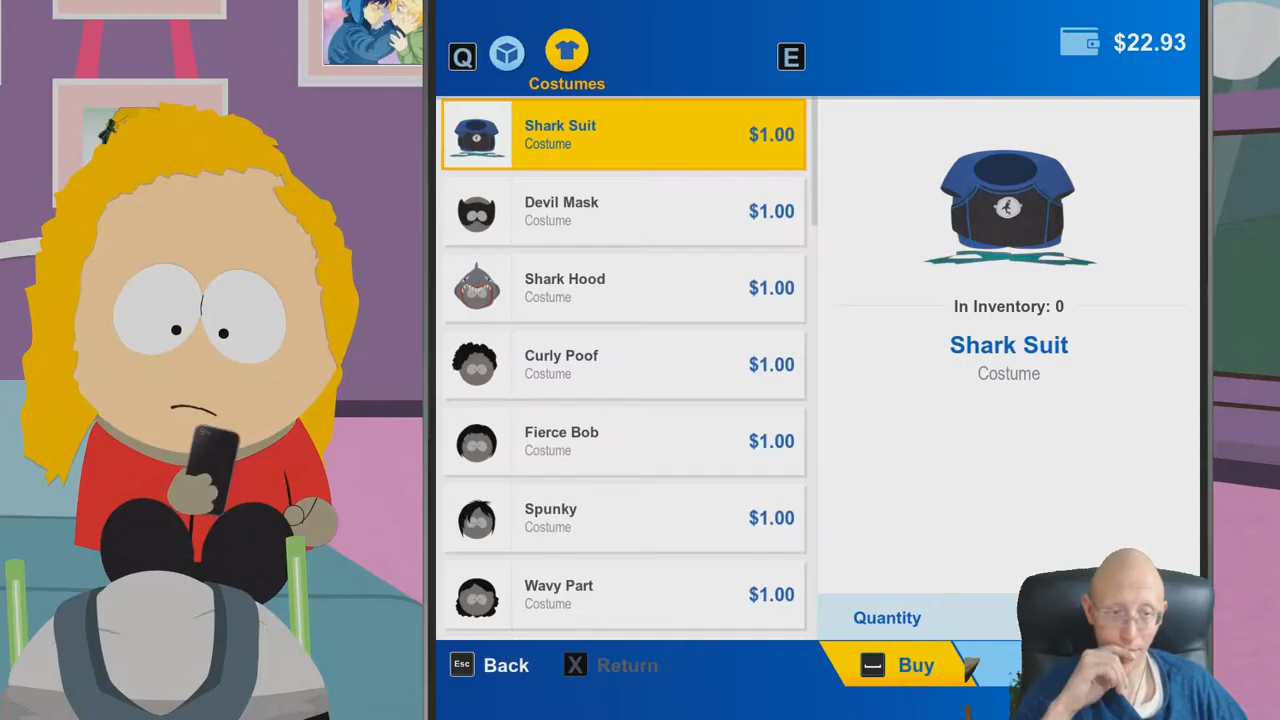 Q
E
Costumes
$22.93
Shark Suit
Costume
$1.00
Devil Mask
Costume
$1.00
Shark Hood
Costume
$1.00
Curly Poof
Costume
$1.00
Fierce Bob
Costume
$1.00
Spunky
Costume
$1.00
Wavy Part
Costume
$1.00
In Inventory: 0
Shark Suit
Costume
Quantity
Esc Back
X Return
Buy